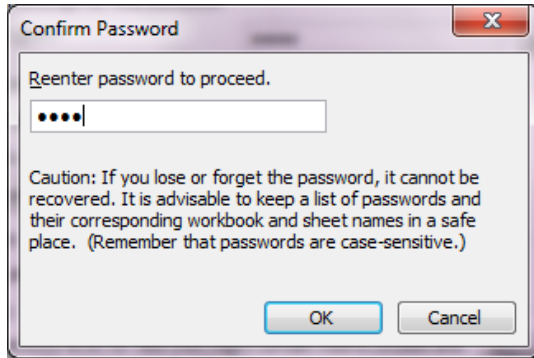 Confirm Password
Reenter password to proceed.
••••
Caution: If you lose or forget the password, it cannot be
recovered. It is advisable to keep a list of passwords and
their corresponding workbook and sheet names in a safe
place. (Remember that passwords are case-sensitive.)
OK
Cancel